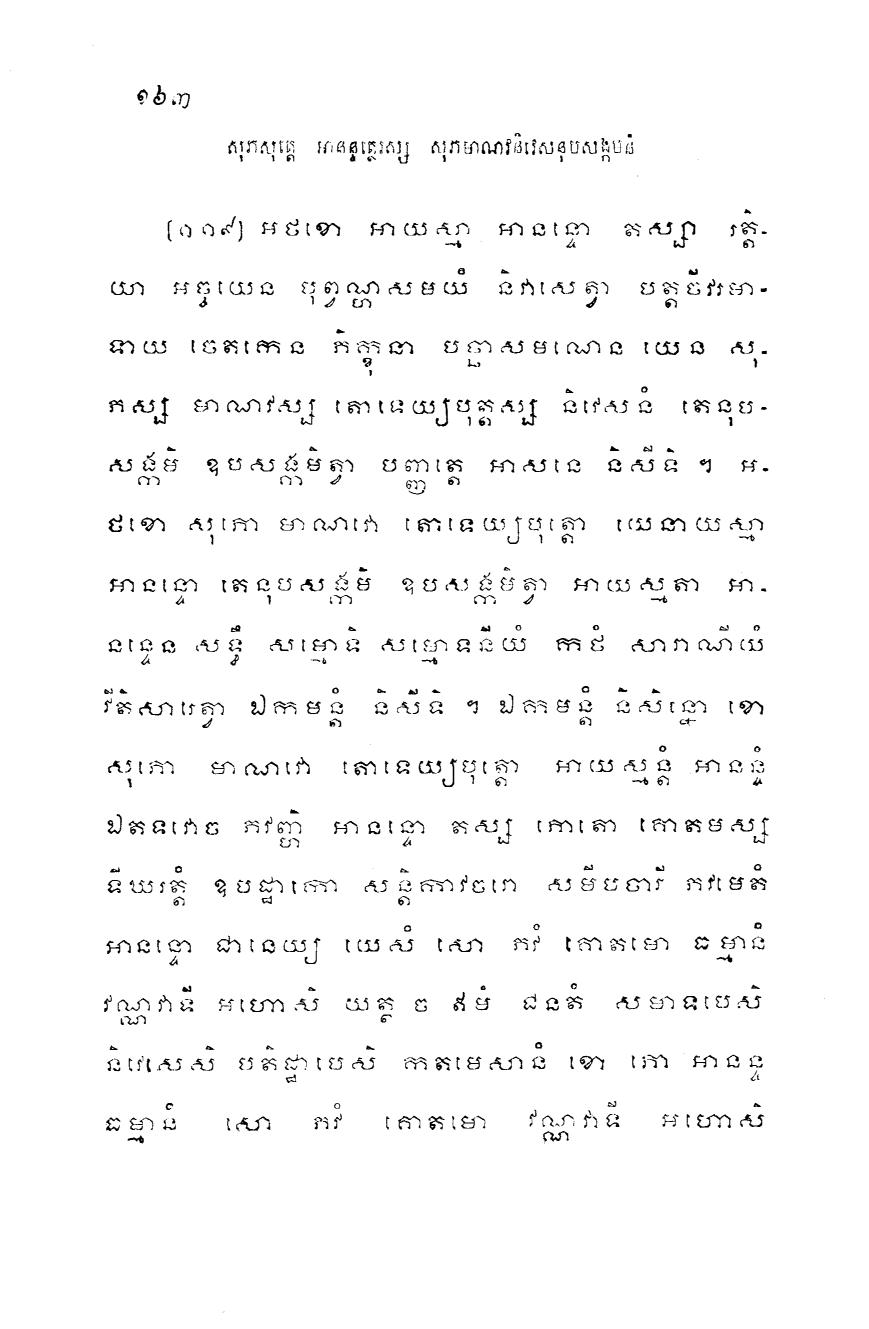 ១៦៣
សុភសុត្តេ អានន្ទត្ថេរស្ស សុភមាណវនិវេសនុបសង្កមនំ
[១១៩] អថខោ អាយស្មា អានន្ទោ តស្សា រត្តិ-
យា អច្ចយេន បុព្វណ្ហសមយំ និវាសេត្វា បត្តចីវរមា-
ទាយ ចេតកេន ភិក្ខុនា បច្ឆាសមណេន យេន សុ-
ភស្ស មាណវស្ស តោទេយ្យបុត្តស្ស និវេសនំ តេនុប-
សង្កមិ ឧបសង្កមិត្វា បញ្ញត្តេ អាសនេ និសីទិ ។ អ-
ថខោ សុភោ មាណវោ តោទេយ្យបុត្តោ យេនាយស្មា
អានន្ទោ តេនុបសង្កមិ ឧបសង្កមិត្វា អាយស្មតា អា-
នន្ទេន សទ្ធឹ សម្មោទិ សម្មោទនីយំ កថំ សារាណីយំ
វីតិសារេត្វា ឯកមន្តំ និសីទិ ។ ឯកមន្តំ និសិន្នោ ខោ
សុភោ មាណវោ តោទេយ្យបុត្តោ អាយស្មន្តំ អានន្ទំ
ឯតទវោច ភវញ្ហិ អានន្ទោ តស្ស ភោតោ គោតមស្ស
ទីឃរត្តំ ឧបដ្ឋាកោ សន្តិកាវចរោ សមីបចារី ភវមេតំ
អានន្ទោ ជានេយ្យ យេសំ សោ ភវំ គោតមោ ធម្មានំ
វណ្ណវាទី អហោសិ យត្ថ ច ឥមំ ជនតំ សមាទបេសិ
និវេសេសិ បតិដ្ឋាបេសិ កតមេសានំ ខោ ភោ អានន្ទ
ធម្មានំ សោ ភវំ គោតមោ វណ្ណវាទី អហោសិ